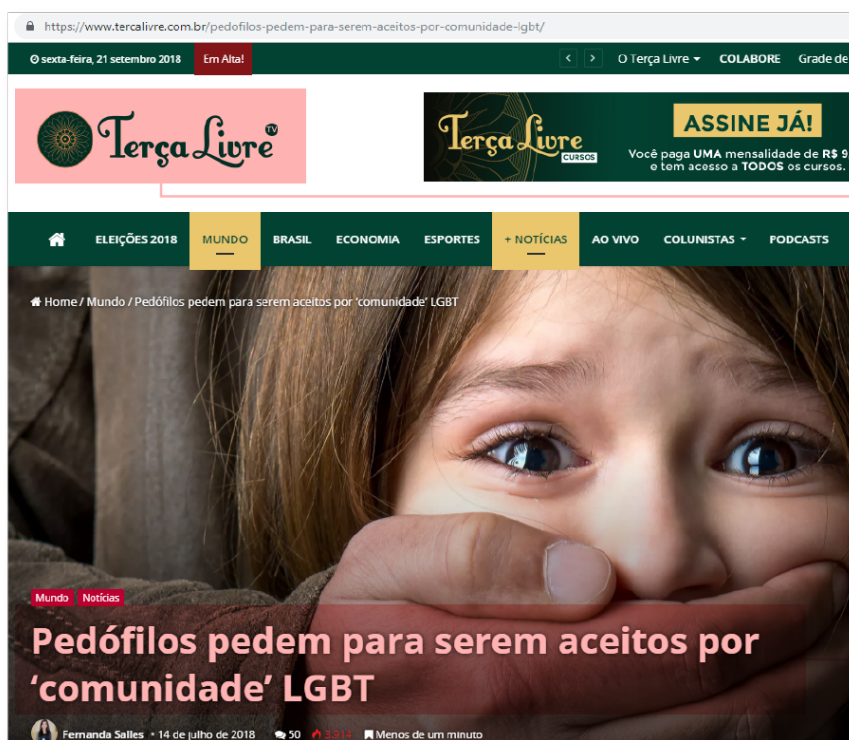 https://www.tercalivre.com.br/pedofilos-pedem-para-serem-aceitos-por-comunidade-lgbt/
sexta-feira, 21 setembro 2018 Em Alta! O Terça Livre COLABORE Grade de
Terça Livre TV
Terça Livre
CURSOS
ASSINE JÁ!
Você paga UMA mensalidade de R$ 9
e tem acesso a TODOS os cursos.
ELEIÇÕES 2018 MUNDO BRASIL ECONOMIA ESPORTES + NOTÍCIAS AO VIVO COLUNISTAS PODCASTS
Home / Mundo / Pedófilos pedem para serem aceitos por 'comunidade' LGBT
Mundo Notícias
Pedófilos pedem para serem aceitos por
‘comunidade’ LGBT
Fernanda Salles • 14 de julho de 2018 50 3.914 Menos de um minuto